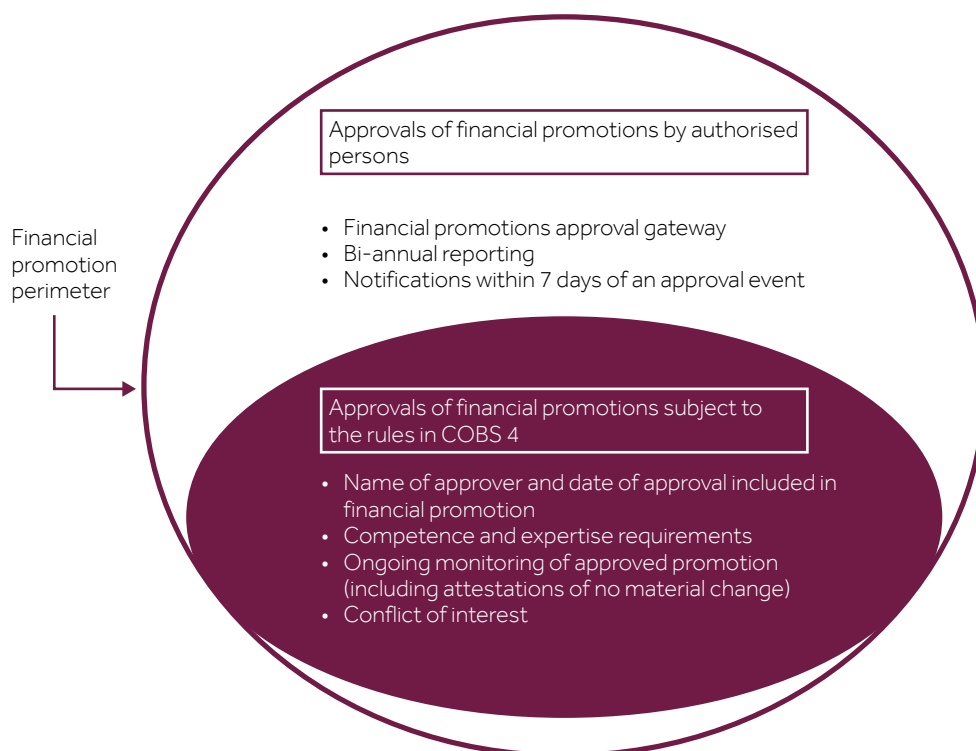 Approvals of financial promotions by authorised
persons
• Financial promotions approval gateway
• Bi-annual reporting
• Notifications within 7 days of an approval event
Financial
promotion
perimeter
Approvals of financial promotions subject to
the rules in COBS 4
• Name of approver and date of approval included in
financial promotion
• Competence and expertise requirements
• Ongoing monitoring of approved promotion
(including attestations of no material change)
• Conflict of interest